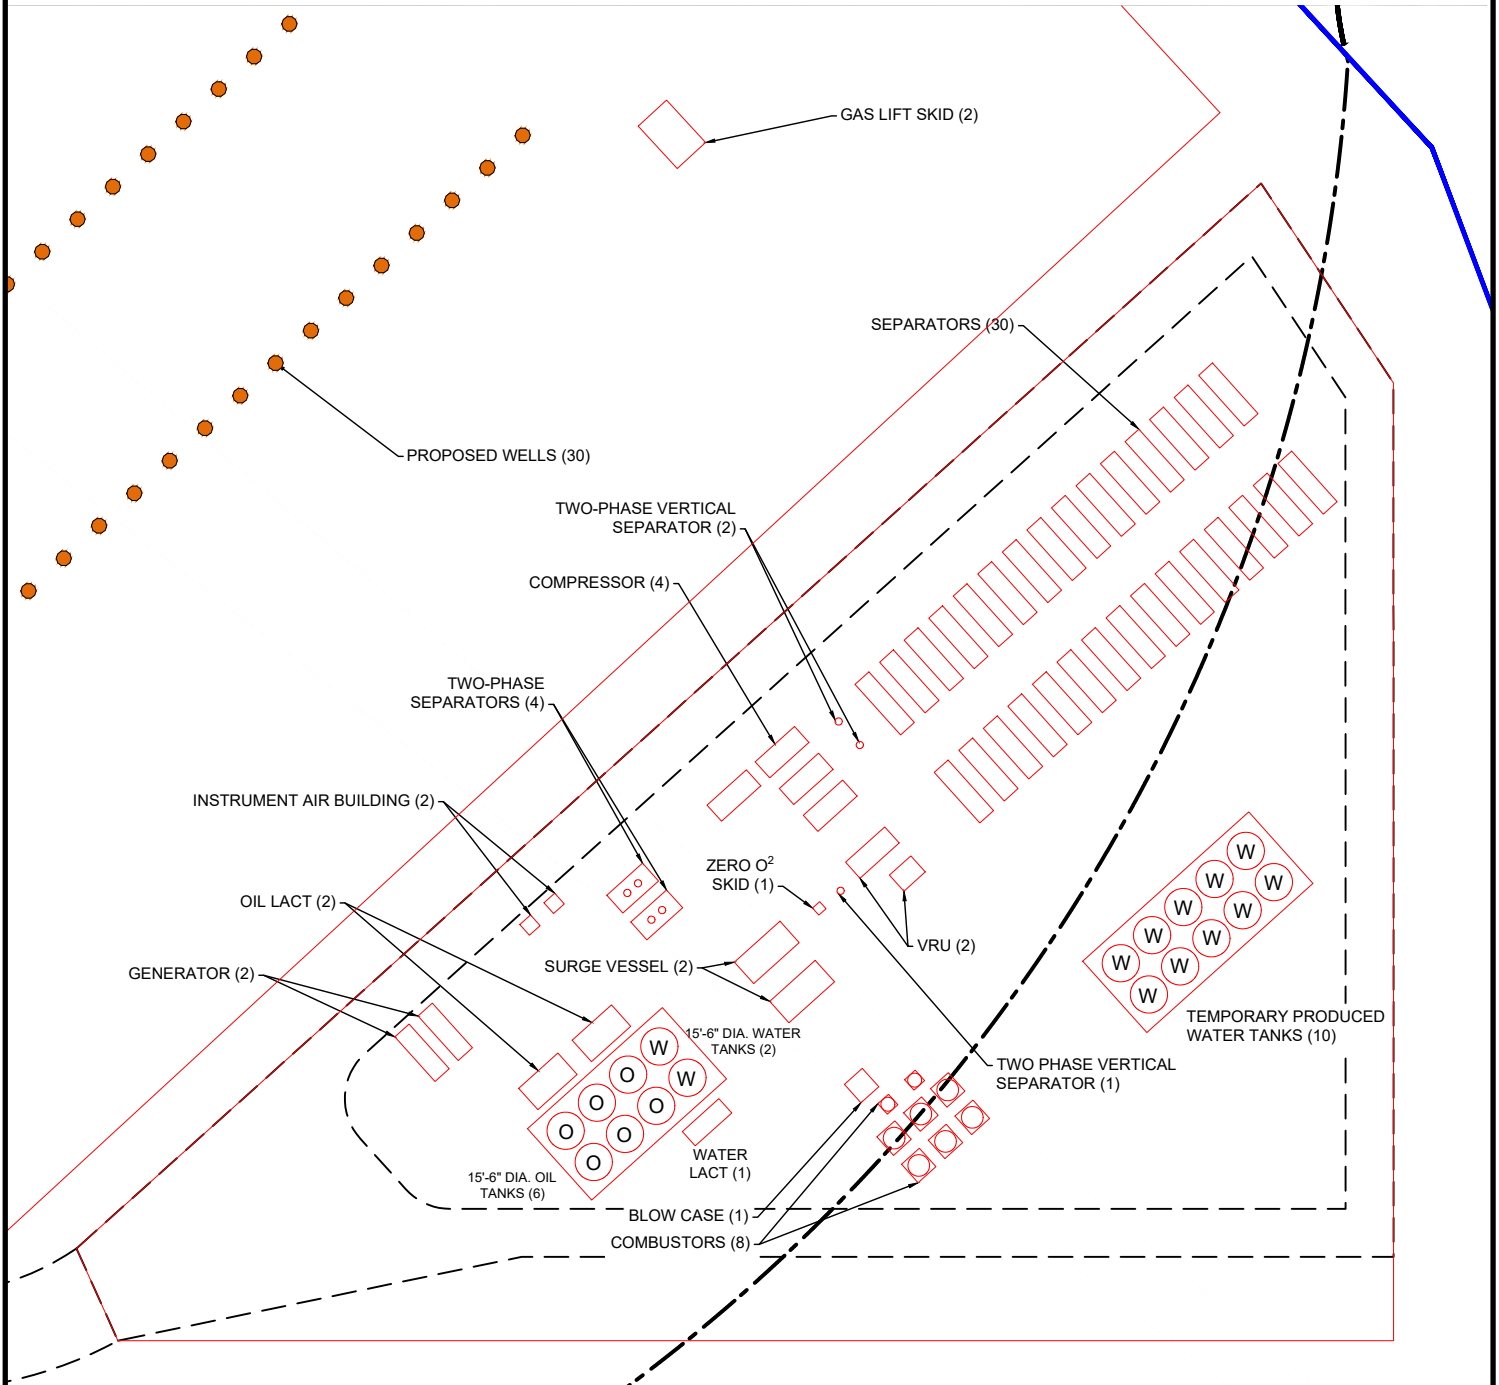 GAS LIFT SKID (2)
SEPARATORS (30)
PROPOSED WELLS (30)
TWO-PHASE VERTICAL
SEPARATOR (2)
COMPRESSOR (4)
TWO-PHASE
SEPARATORS (4)
INSTRUMENT AIR BUILDING (2)
ZERO O²
SKID (1)
OIL LACT (2)
VRU (2)
SURGE VESSEL (2)
GENERATOR (2)
W
W
W
W
W
W
W
W
W
W
TEMPORARY PRODUCED
WATER TANKS (10)
15'-6" DIA. WATER
TANKS (2)
W
O
W
O
O
O
O
O
TWO PHASE VERTICAL
SEPARATOR (1)
WATER
LACT (1)
15'-6" DIA. OIL
TANKS (6)
BLOW CASE (1)
COMBUSTORS (8)